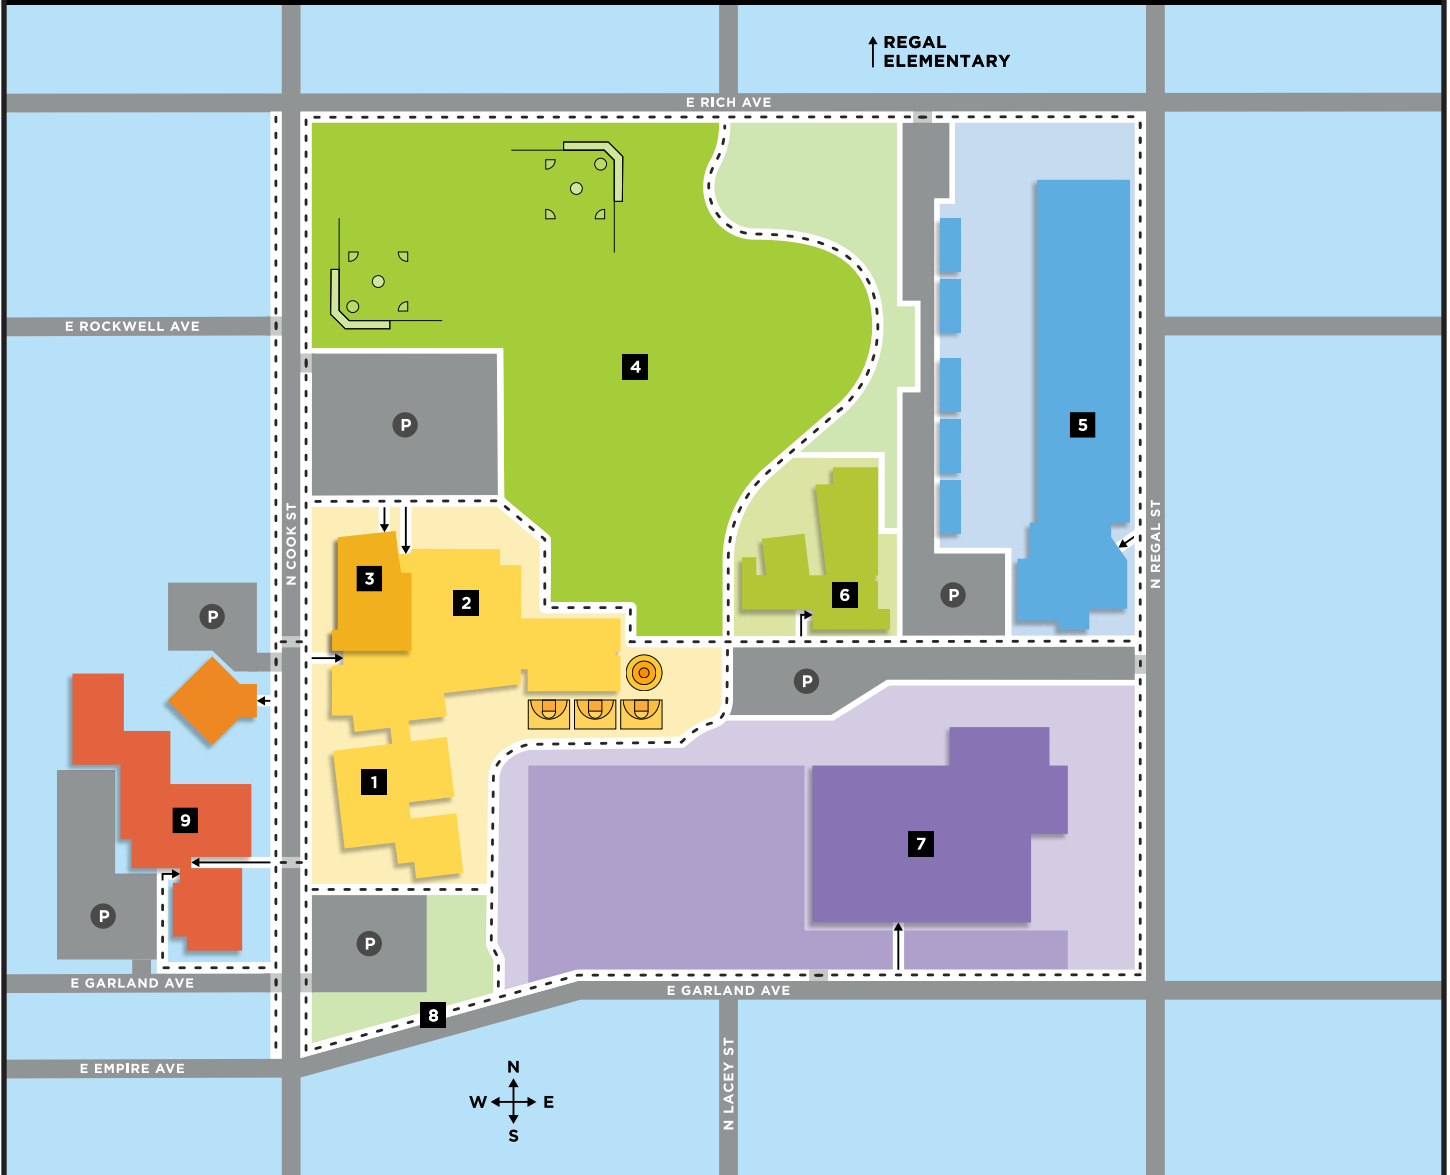 REGAL
ELEMENTARY
E RICH AVE
E ROCKWELL AVE
4
P
5
N COOK ST
N REGAL ST
3
2
6
P
P
P
1
9
7
P
P
E GARLAND AVE
E GARLAND AVE
8
E EMPIRE AVE
N LACEY ST
N
W E
S